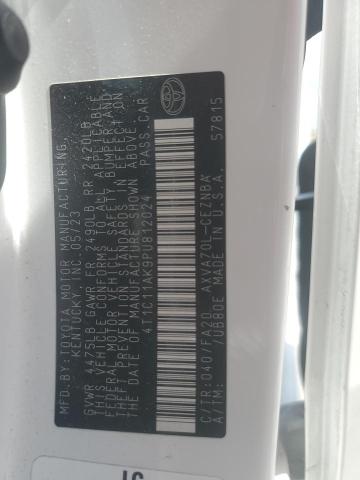 MFD.BY:TOYOTA MOTOR MANUFACTURING,
KENTUCKY, INC. 05/23
GVWR 4475LB GAWR FR 2490LB RR 2420LB
THIS VEHICLE CONFORMS TO ALL APPLICABLE
FEDERAL MOTOR VEHICLE SAFETY, BUMPER, AND
THEFT PREVENTION STANDARDS IN EFFECT ON
THE DATE OF MANUFACTURE SHOWN ABOVE.
4T1C11AK9PU812024 PASS.CAR
C/TR:040/FA20 AXVA70L-CEZNBA
A/TM: /UB80E MADE IN U.S.A. 57815